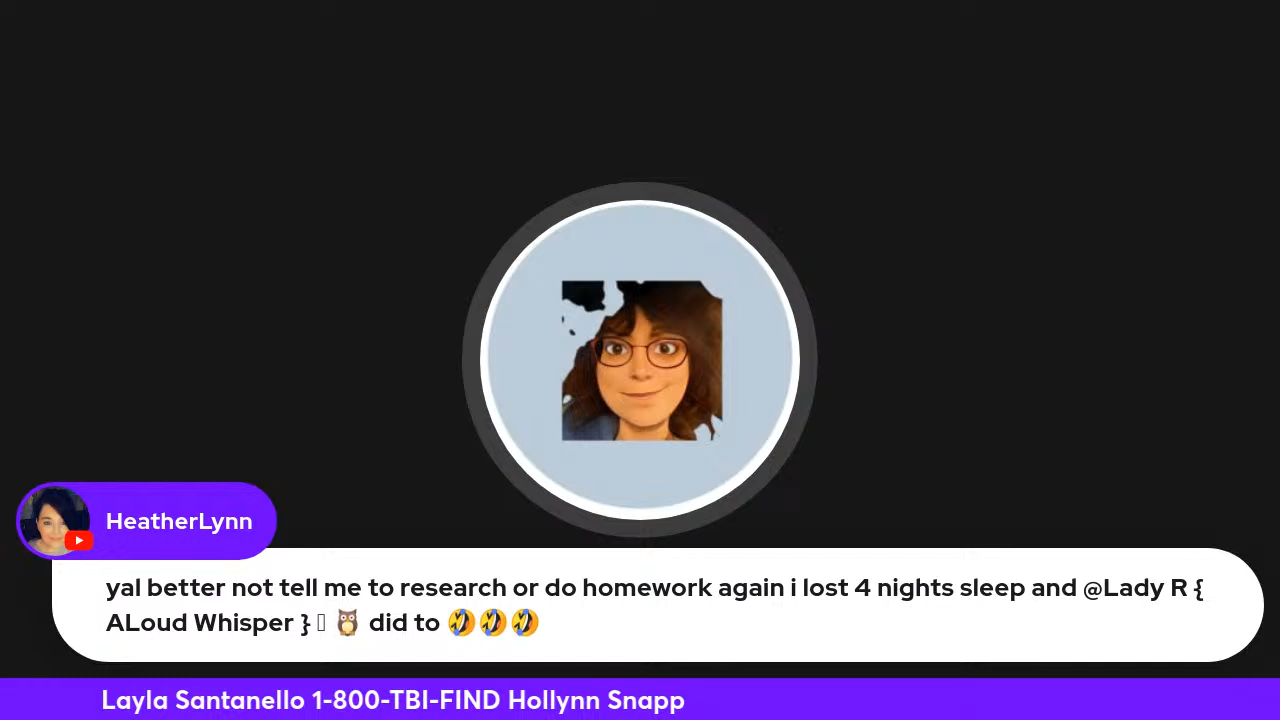 HeatherLynn
yal better not tell me to research or do homework again i lost 4 nights sleep and @Lady R {
ALoud Whisper } 🦉 did to 🤣🤣🤣
Layla Santanello 1-800-TBI-FIND Hollynn Snapp